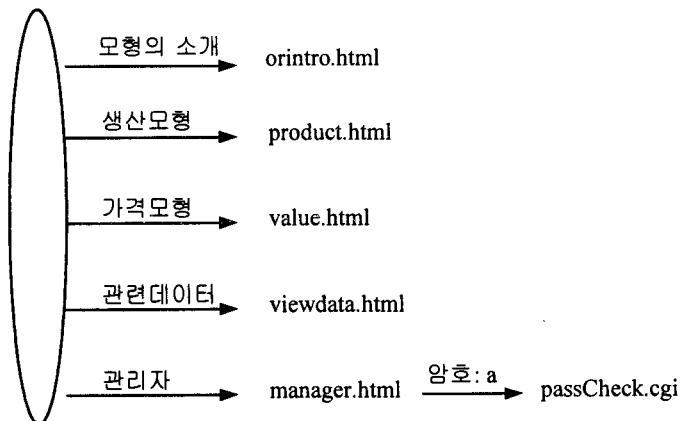 모형의 소개 orintro.html
생산모형 product.html
가격모형 value.html
관련데이터 viewdata.html
관리자 manager.html 암호: a passCheck.cgi